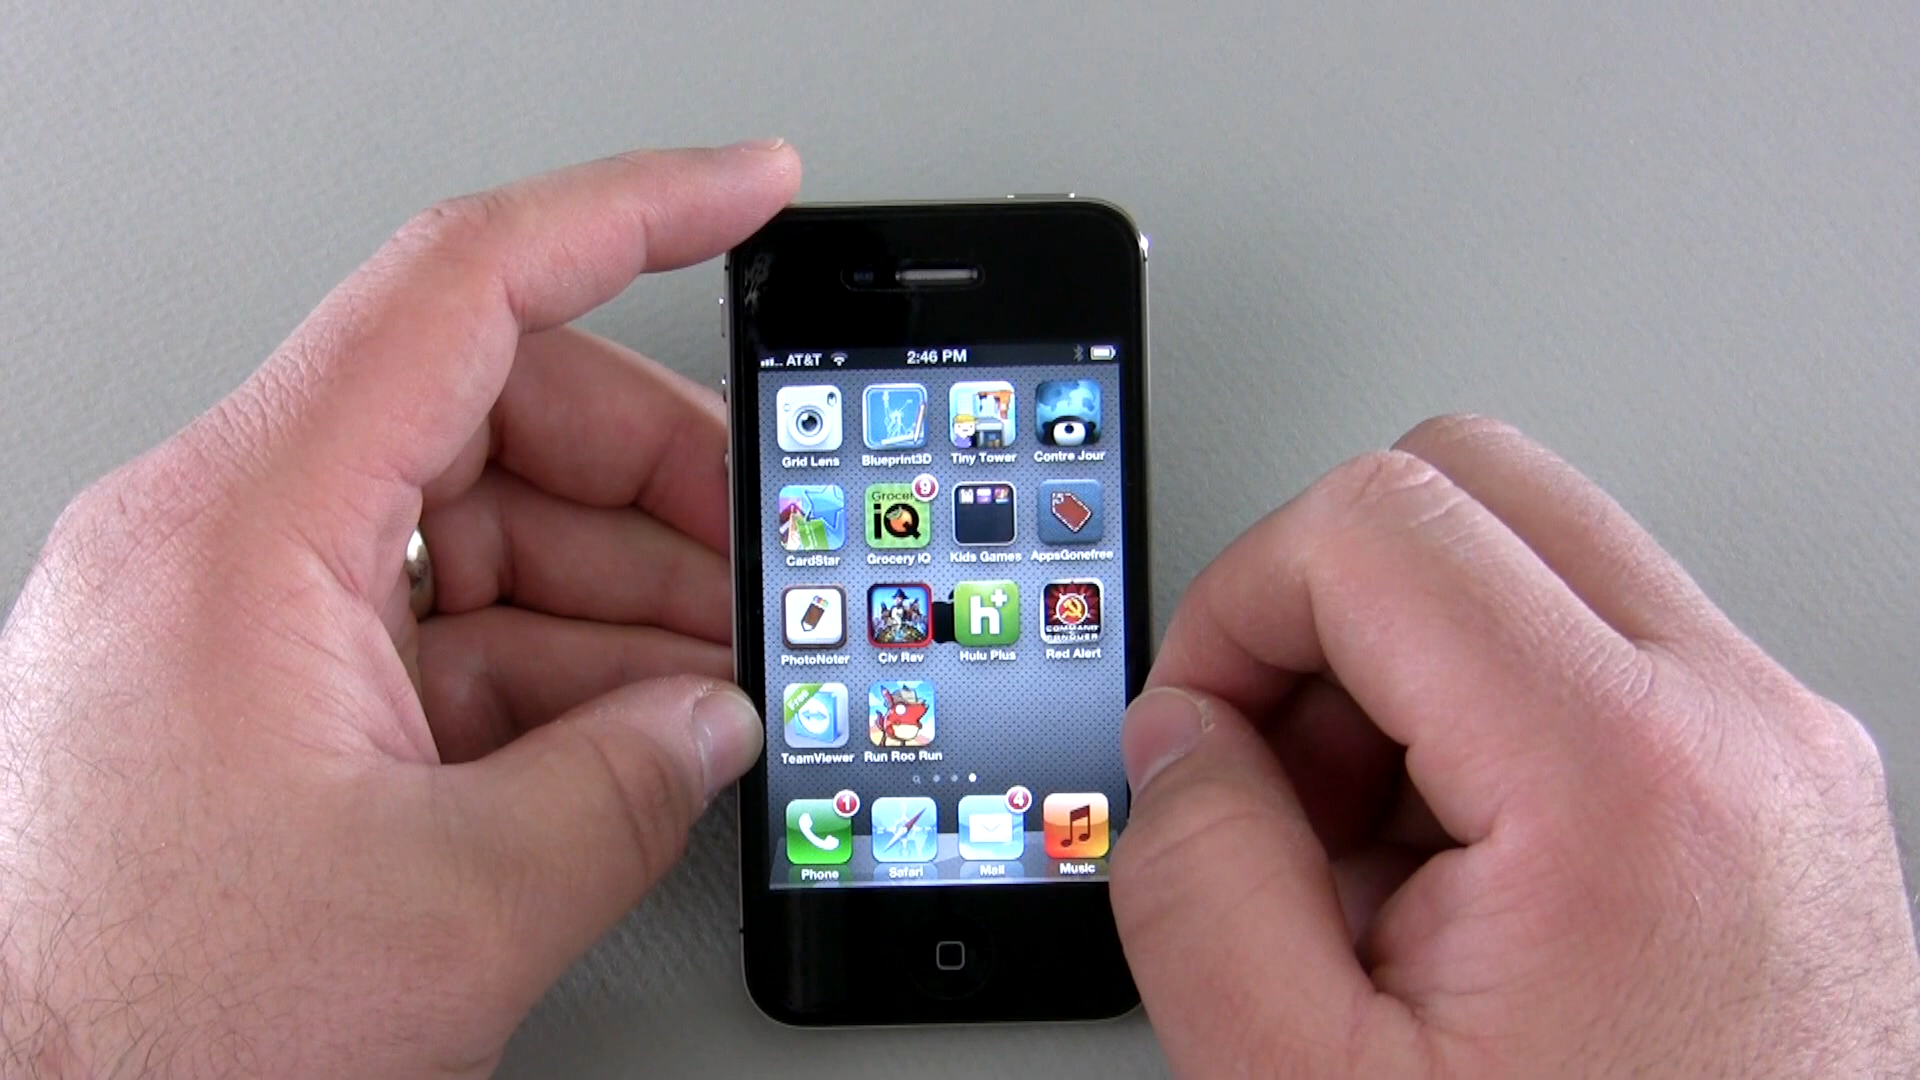 AT&T 2:46 PM
Grid Lens Blueprint3D Tiny Tower Contre Jour
9
Grocery
iQ
CardStar Grocery iQ Kids Games AppsGonefree
h+
COMMAND
CONQUER
PhotoNoter Civ Rev Hulu Plus Red Alert
Free
TeamViewer Run Roo Run
1 4
Phone Safari Mail Music